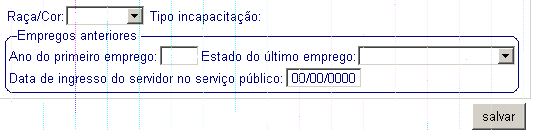 Raça/Cor: Tipo incapacitação:
Empregos anteriores
Ano do primeiro emprego: Estado do último emprego:
Data de ingresso do servidor no serviço público: 00/00/0000
salvar